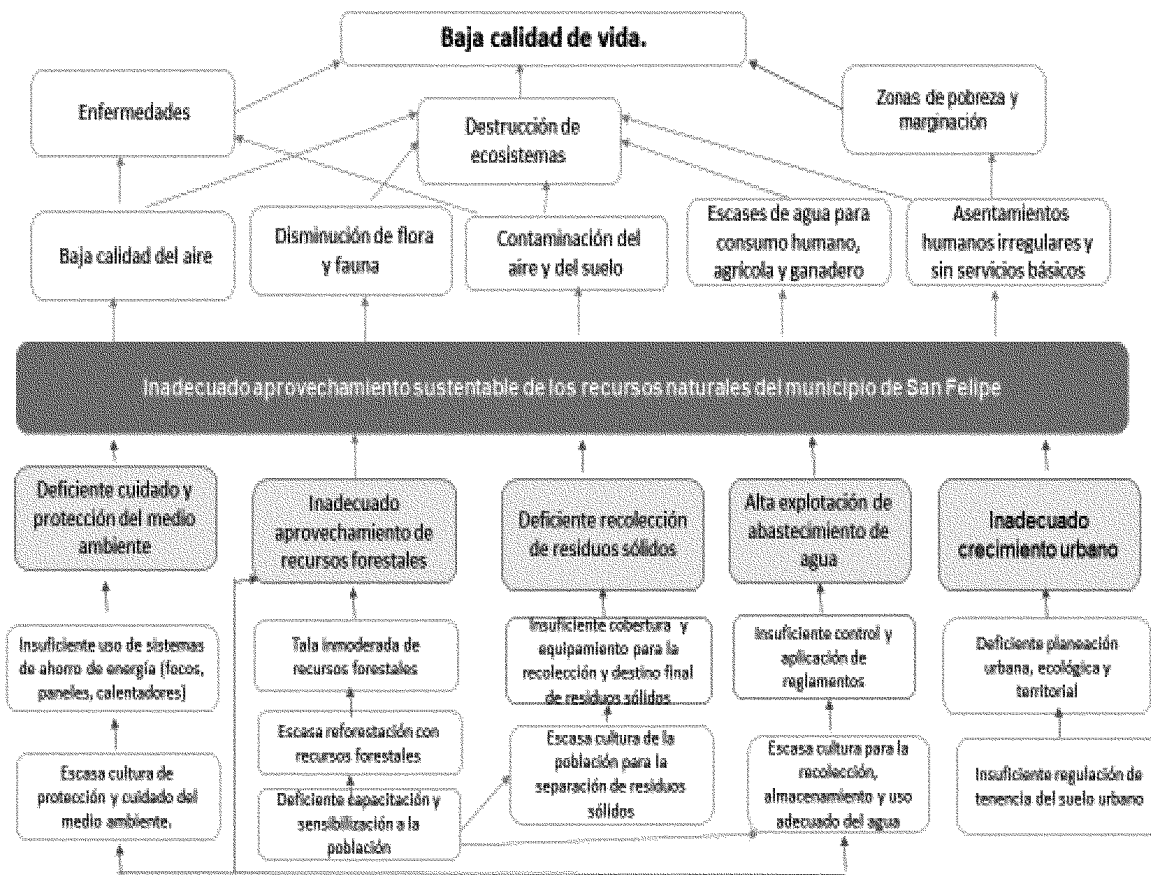 Baja calidad de vida.
Enfermedades
Destrucción de
ecosistemas
Zonas de pobreza y
marginación
Baja calidad del aire
Disminución de flora
y fauna
Contaminación del
aire y del suelo
Escases de agua para
consumo humano,
agrícola y ganadero
Asentamientos
humanos irregulares y
sin servicios básicos
Inadecuado aprovechamiento sustentable de los recursos naturales del municipio de San Felipe
Deficiente cuidado y
protección del medio
ambiente
Inadecuado
aprovechamiento de
recursos forestales
Deficiente recolección
de residuos sólidos
Alta explotación de
abastecimiento de
agua
Inadecuado
crecimiento urbano
Insuficiente uso de sistemas
de ahorro de energía (focos,
paneles, calentadores)
Tala inmoderada de
recursos forestales
Insuficiente cobertura y
equipamiento para la
recolección y destino final
de residuos sólidos
Insuficiente control y
aplicación de
reglamentos
Deficiente planeación
urbana, ecológica y
territorial
Escasa cultura de
protección y cuidado del
medio ambiente.
Escasa reforestación con
recursos forestales
Deficiente capacitación y
sensibilización a la
población
Escasa cultura de la
población para la
separación de residuos
sólidos
Escasa cultura para la
recolección,
almacenamiento y uso
adecuado del agua
Insuficiente regulación de
tenencia del suelo urbano